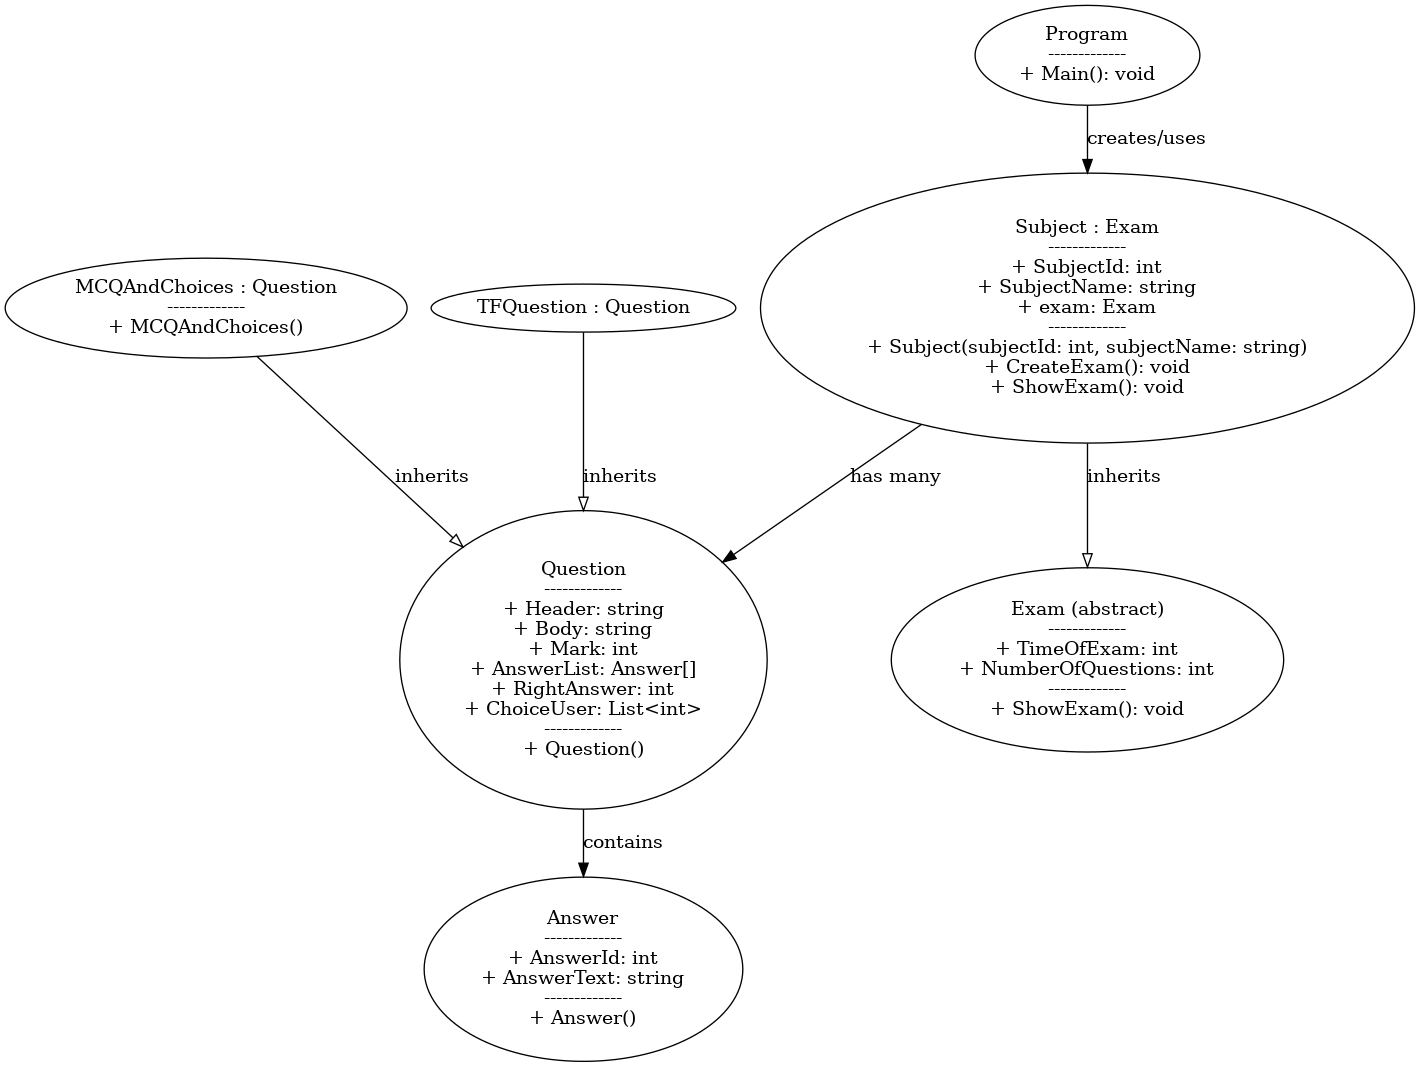 Program
-------------
+ Main(): void
creates/uses
Subject : Exam
-------------
+ SubjectId: int
+ SubjectName: string
+ exam: Exam
-------------
+ Subject(subjectId: int, subjectName: string)
+ CreateExam(): void
+ ShowExam(): void
MCQAndChoices : Question
-------------
+ MCQAndChoices()
TFQuestion : Question
inherits
inherits
has many
inherits
Question
-------------
+ Header: string
+ Body: string
+ Mark: int
+ AnswerList: Answer[]
+ RightAnswer: int
+ ChoiceUser: List<int>
-------------
+ Question()
Exam (abstract)
-------------
+ TimeOfExam: int
+ NumberOfQuestions: int
-------------
+ ShowExam(): void
contains
Answer
-------------
+ AnswerId: int
+ AnswerText: string
-------------
+ Answer()